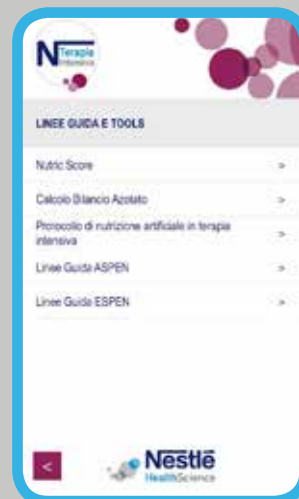 N Terapia
Intensiva
LINEE GUIDA E TOOLS
Nutric Score >
Calcolo Bilancio Azotato >
Protocollo di nutrizione artificiale in terapia
intensiva >
Linee Guida ASPEN >
Linee Guida ESPEN >
<
Nestlé
HealthScience